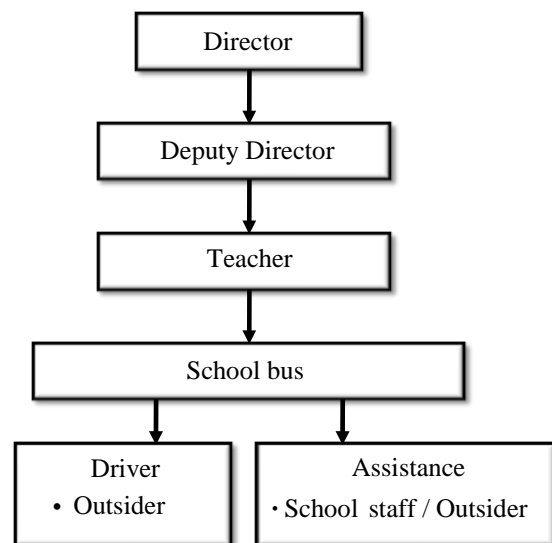 Director
Deputy Director
Teacher
School bus
Driver
• Outsider
Assistance
· School staff / Outsider